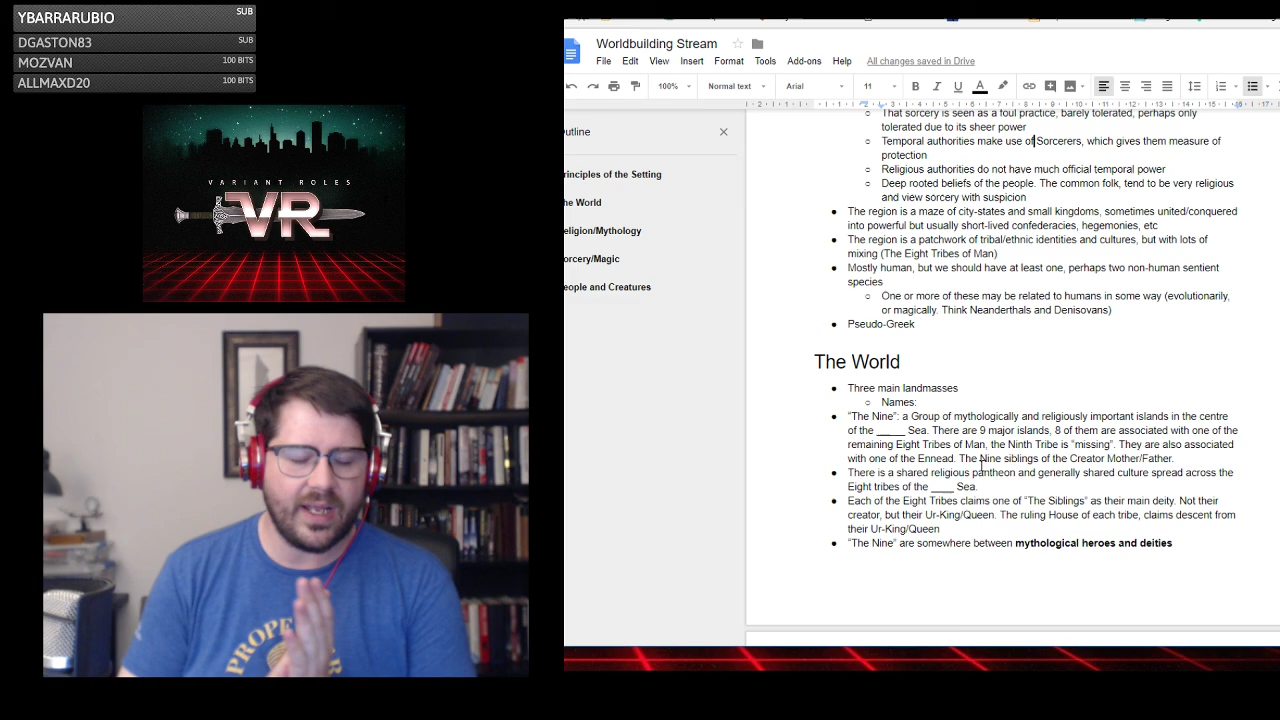 YBARRARUBIO SUB
DGASTON83 SUB
MOZVAN 100 BITS
ALLMAXD20 100 BITS
VARIANT ROLES
VR
PROPE
Worldbuilding Stream
File Edit View Insert Format Tools Add-ons Help All changes saved in Drive
100% Normal text Arial 11 B I U A
utline
rinciples of the Setting
he World
eligion/Mythology
orcery/Magic
eople and Creatures
That sorcery is seen as a foul practice, barely tolerated, perhaps only
tolerated due to its sheer power
Temporal authorities make use of Sorcerers, which gives them measure of
protection
Religious authorities do not have much official temporal power
Deep rooted beliefs of the people. The common folk, tend to be very religious
and view sorcery with suspicion
The region is a maze of city-states and small kingdoms, sometimes united/conquered
into powerful but usually short-lived confederacies, hegemonies, etc
The region is a patchwork of tribal/ethnic identities and cultures, but with lots of
mixing (The Eight Tribes of Man)
Mostly human, but we should have at least one, perhaps two non-human sentient
species
One or more of these may be related to humans in some way (evolutionarily,
or magically. Think Neanderthals and Denisovans)
Pseudo-Greek
The World
Three main landmasses
Names:
“The Nine”: a Group of mythologically and religiously important islands in the centre
of the _____ Sea. There are 9 major islands, 8 of them are associated with one of the
remaining Eight Tribes of Man, the Ninth Tribe is “missing”. They are also associated
with one of the Ennead. The Nine siblings of the Creator Mother/Father.
There is a shared religious pantheon and generally shared culture spread across the
Eight tribes of the ____ Sea.
Each of the Eight Tribes claims one of “The Siblings” as their main deity. Not their
creator, but their Ur-King/Queen. The ruling House of each tribe, claims descent from
their Ur-King/Queen
“The Nine” are somewhere between mythological heroes and deities